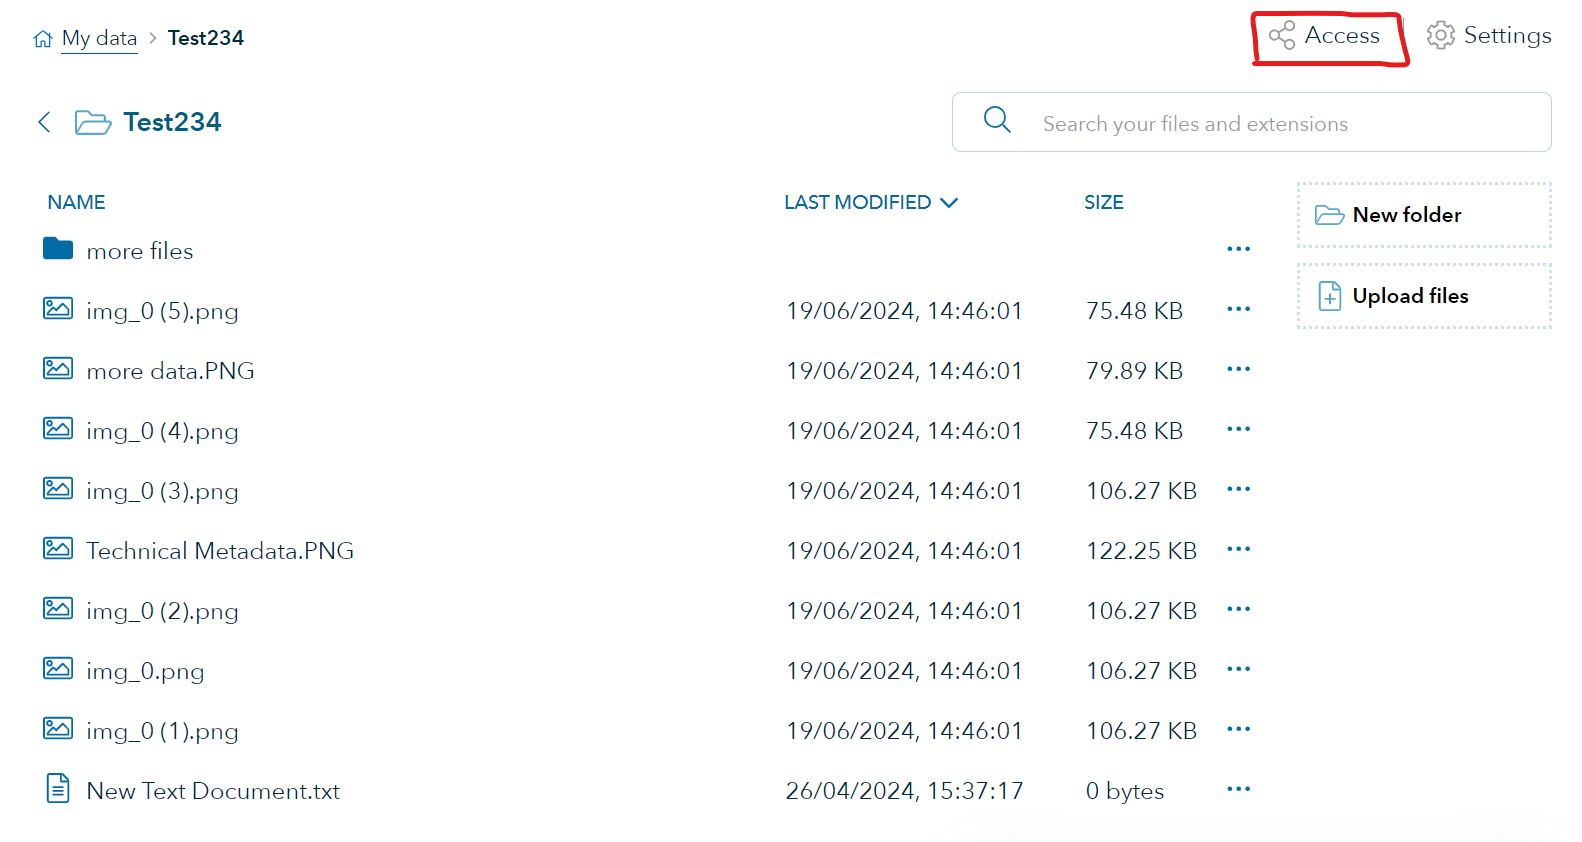 My data > Test234
Access
Settings
Test234
Search your files and extensions
NAME LAST MODIFIED SIZE
New folder
Upload files
more files
img_0 (5).png 19/06/2024, 14:46:01 75.48 KB
more data.PNG 19/06/2024, 14:46:01 79.89 KB
img_0 (4).png 19/06/2024, 14:46:01 75.48 KB
img_0 (3).png 19/06/2024, 14:46:01 106.27 KB
Technical Metadata.PNG 19/06/2024, 14:46:01 122.25 KB
img_0 (2).png 19/06/2024, 14:46:01 106.27 KB
img_0.png 19/06/2024, 14:46:01 106.27 KB
img_0 (1).png 19/06/2024, 14:46:01 106.27 KB
New Text Document.txt 26/04/2024, 15:37:17 0 bytes